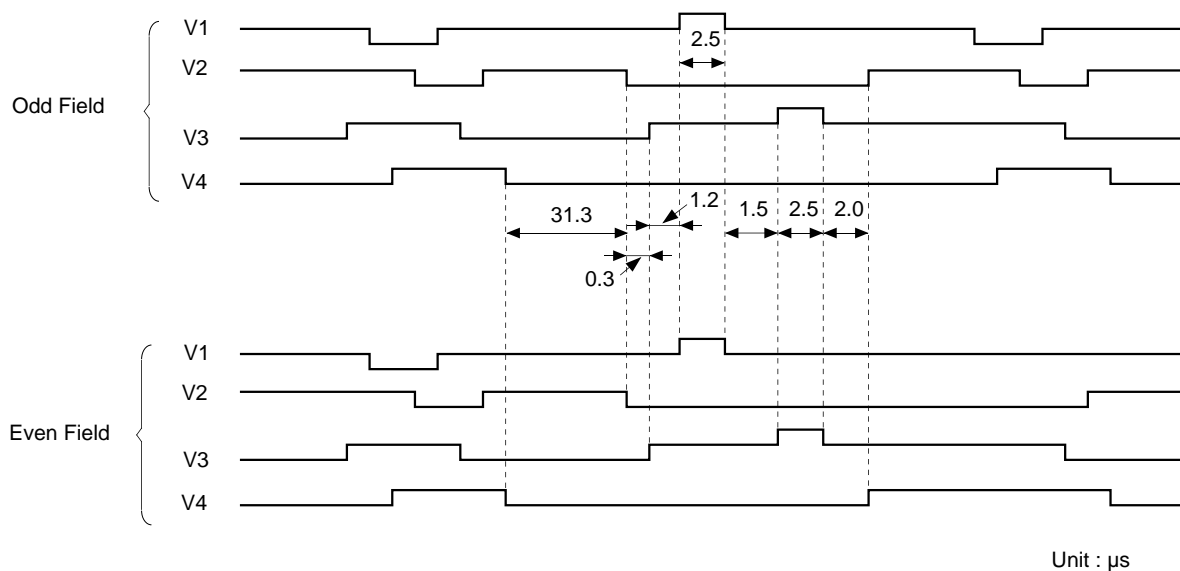 V1
2.5
V2
Odd Field
V3
V4
1.2
31.3
1.5
2.5
2.0
0.3
V1
V2
Even Field
V3
V4
Unit : µs